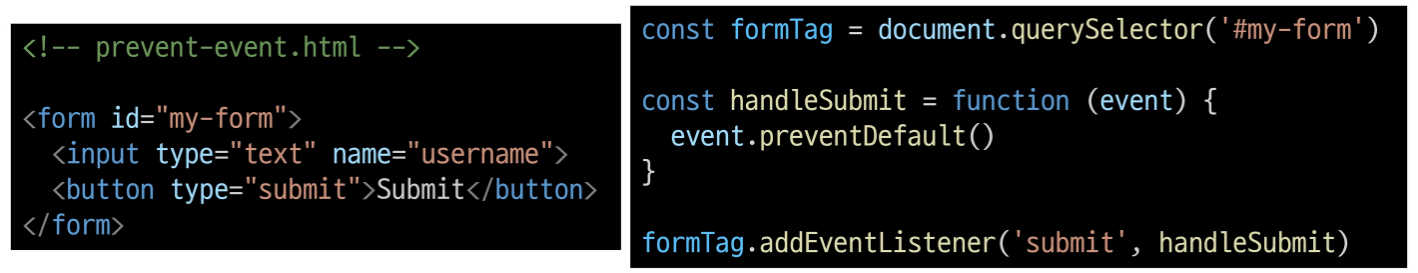 <!-- prevent-event.html -->
<form id="my-form">
  <input type="text" name="username">
  <button type="submit">Submit</button>
</form>
const formTag = document.querySelector('#my-form')
const handleSubmit = function (event) {
  event.preventDefault()
}
formTag.addEventListener('submit', handleSubmit)